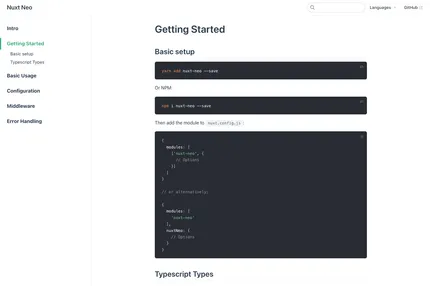 Nuxt Neo
Languages
GitHub
Intro
Getting Started
Basic setup
Typescript Types
Basic Usage
Configuration
Middleware
Error Handling
Getting Started
Basic setup
yarn add nuxt-neo --save
Or NPM
npm i nuxt-neo --save
Then add the module to nuxt.config.js
{
modules: [
['nuxt-neo', {
// Options
}]
]
}
// or alternatively:
{
modules: [
'nuxt-neo'
],
nuxtNeo: {
// Options
}
}
Typescript Types